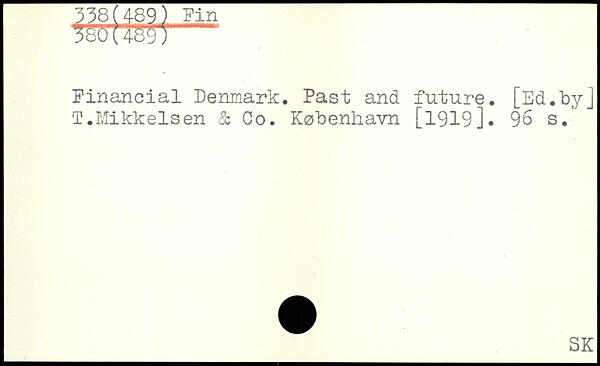 338(489) Fin
380(489)
Financial Denmark. Past and future. [Ed.by]
T.Mikkelsen & Co. København [1919]. 96 s.
SK